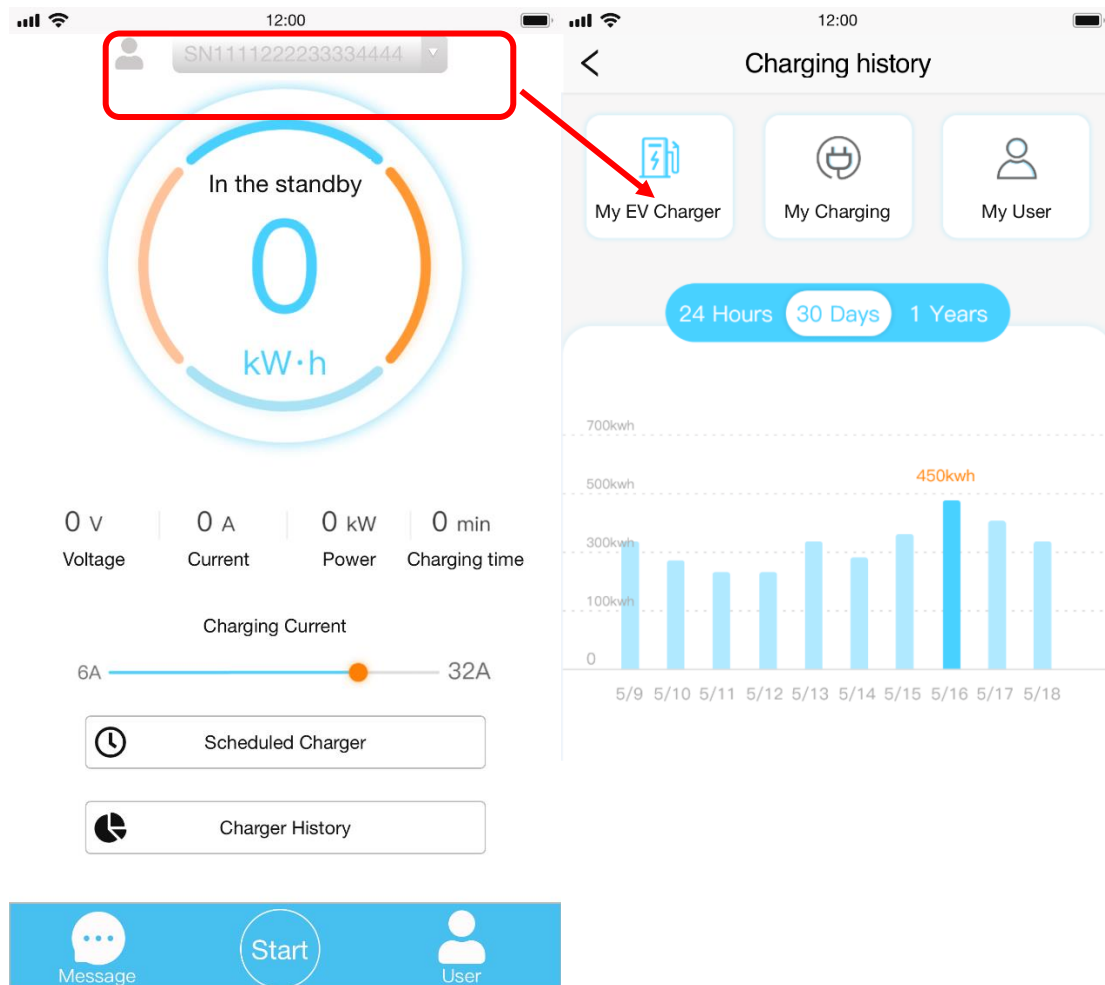 12:00
SN1111222233334444
In the standby
0
kW·h
0 V
0 A
0 kW
0 min
Voltage
Current
Power
Charging time
Charging Current
6A
32A
Scheduled Charger
Charger History
Message
Start
User
12:00
Charging history
My EV Charger
My Charging
My User
24 Hours
30 Days
1 Years
700kwh
450kwh
500kwh
300kwh
100kwh
0
5/9 5/10 5/11 5/12 5/13 5/14 5/15 5/16 5/17 5/18